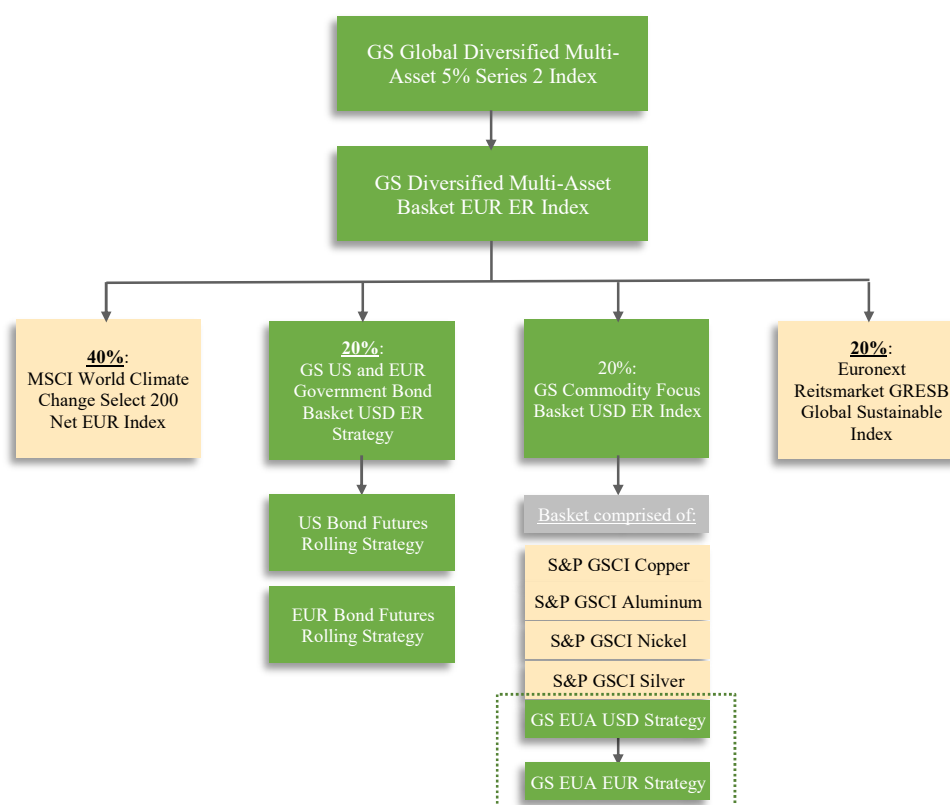 GS Global Diversified Multi-
Asset 5% Series 2 Index
GS Diversified Multi-Asset
Basket EUR ER Index
40%:
MSCI World Climate
Change Select 200
Net EUR Index
20%:
GS US and EUR
Government Bond
Basket USD ER
Strategy
20%:
GS Commodity Focus
Basket USD ER Index
20%:
Euronext
Reitsmarket GRESB
Global Sustainable
Index
US Bond Futures
Rolling Strategy
EUR Bond Futures
Rolling Strategy
Basket comprised of:
S&P GSCI Copper
S&P GSCI Aluminum
S&P GSCI Nickel
S&P GSCI Silver
GS EUA USD Strategy
GS EUA EUR Strategy